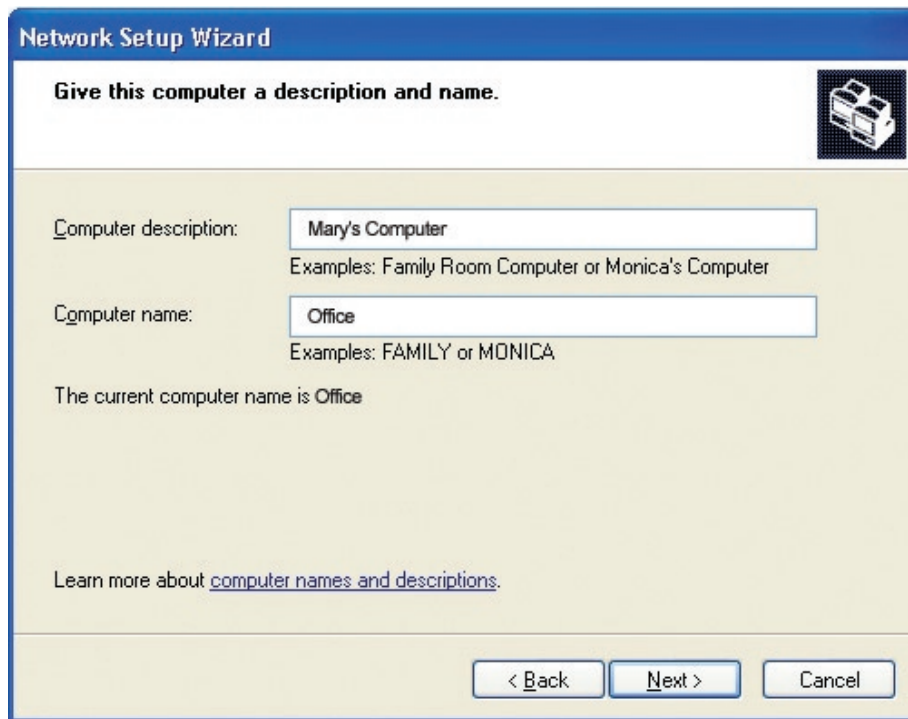 Network Setup Wizard
Give this computer a description and name.
Computer description:
Mary's Computer
Examples: Family Room Computer or Monica's Computer
Computer name:
Office
Examples: FAMILY or MONICA
The current computer name is Office
Learn more about computer names and descriptions.
< Back
Next >
Cancel